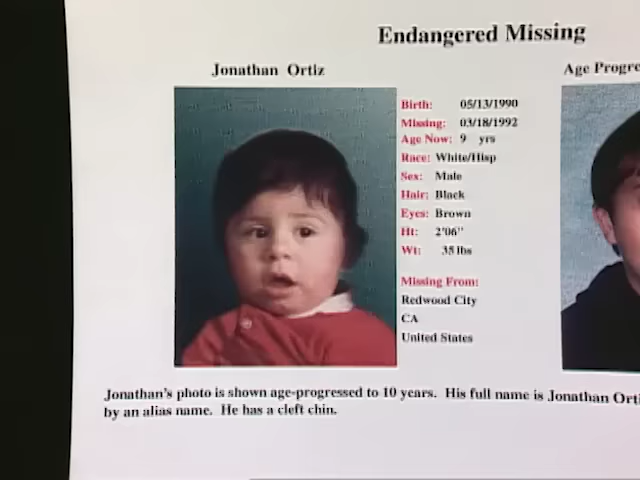 Endangered Missing
Jonathan Ortiz
Age Progre
Birth: 05/13/1990
Missing: 03/18/1992
Age Now: 9 yrs
Race: White/Hisp
Sex: Male
Hair: Black
Eyes: Brown
Ht: 2'06"
Wt: 35 lbs
Missing From:
Redwood City
CA
United States
Jonathan's photo is shown age-progressed to 10 years. His full name is Jonathan Orti
by an alias name. He has a cleft chin.